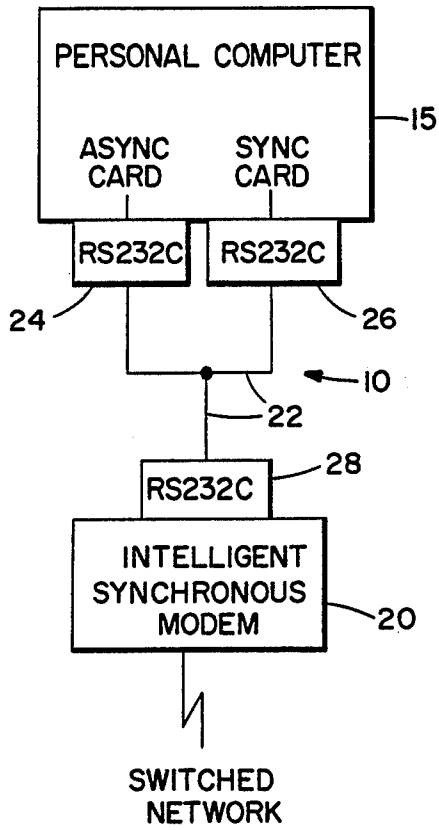 PERSONAL COMPUTER
15
ASYNC CARD
SYNC CARD
RS232C
RS232C
24
26
10
22
28
RS232C
INTELLIGENT
SYNCHRONOUS
MODEM
20
SWITCHED
NETWORK